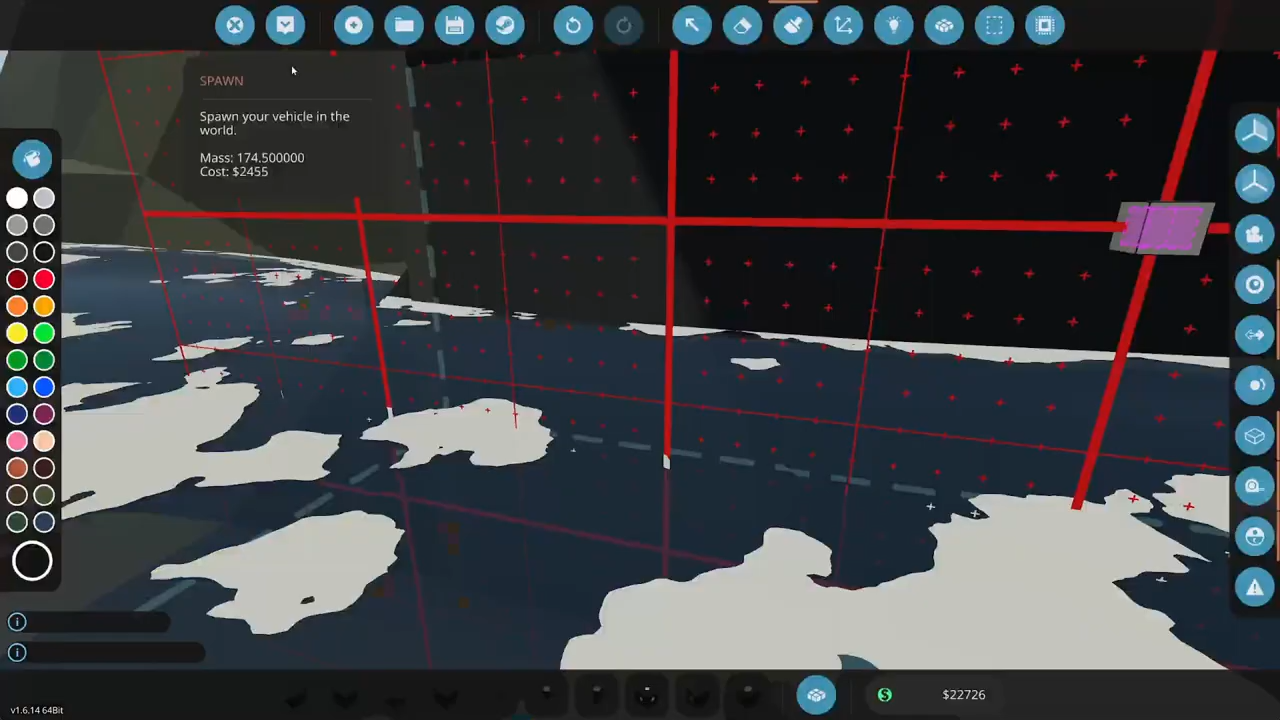 SPAWN
Spawn your vehicle in the
world.
Mass: 174.500000
Cost: $2455
$22726
v1.6.14 64Bit